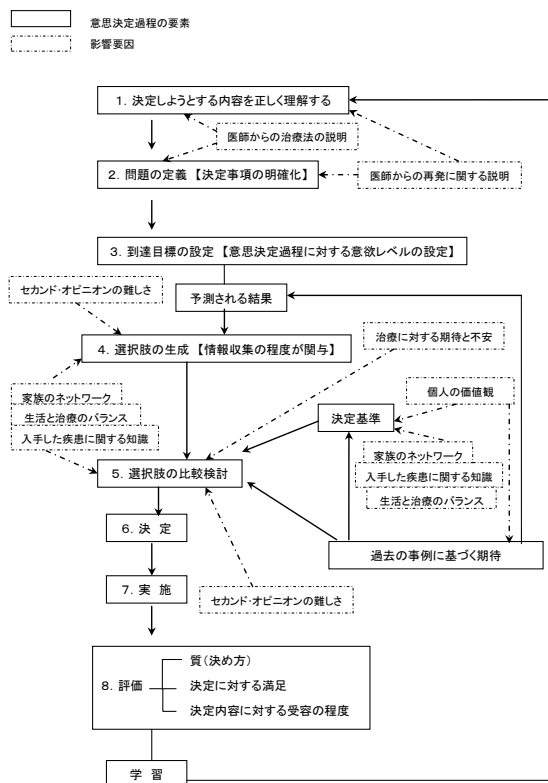 意思決定過程の要素
影響要因
1. 決定しようとする内容を正しく理解する
医師からの治療法の説明
2. 問題の定義 【決定事項の明確化】
医師からの再発に関する説明
3. 到達目標の設定 【意思決定過程に対する意欲レベルの設定】
セカンド・オピニオンの難しさ
予測される結果
4. 選択肢の生成 【情報収集の程度が関与】
治療に対する期待と不安
家族のネットワーク
生活と治療のバランス
入手した疾患に関する知識
個人の価値観
決定基準
家族のネットワーク
入手した疾患に関する知識
生活と治療のバランス
5. 選択肢の比較検討
6. 決 定
過去の事例に基づく期待
7. 実 施
セカンド・オピニオンの難しさ
8. 評価
質(決め方)
決定に対する満足
決定内容に対する受容の程度
学 習